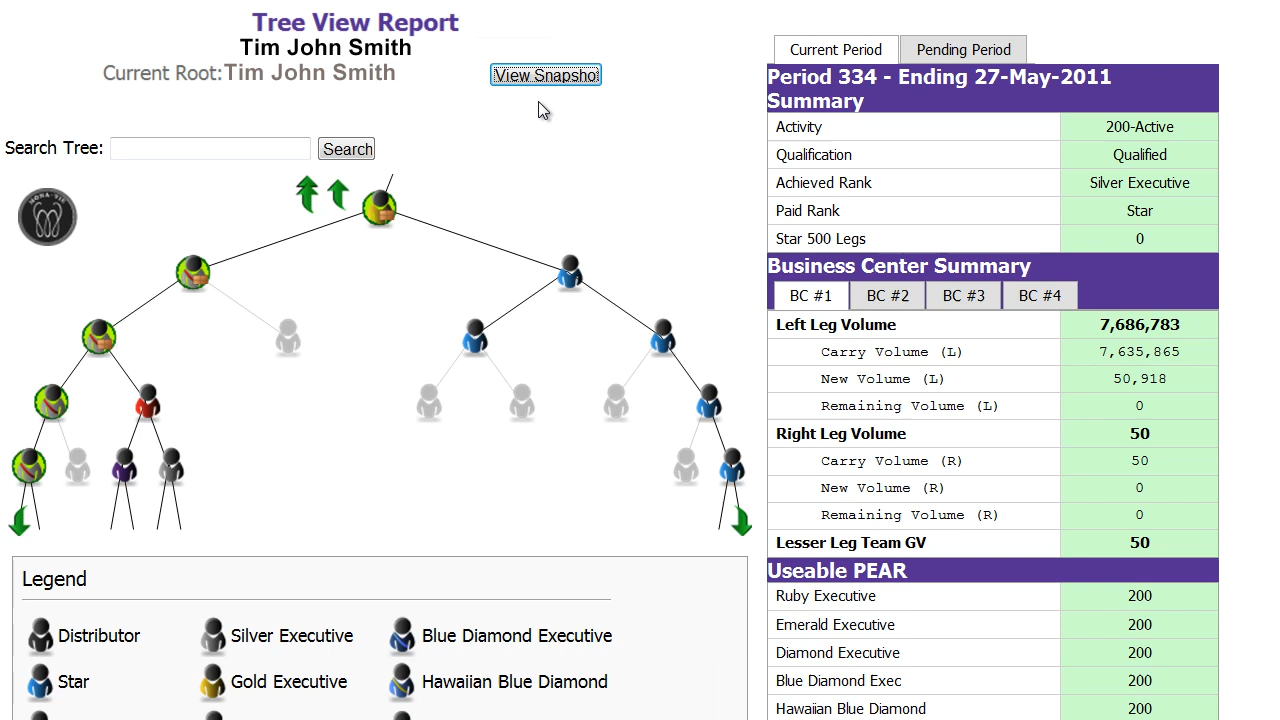 Tree View Report
Tim John Smith
Current Root:Tim John Smith
View Snapsho
Search Tree:
Search
MONA-VIE
Legend
Distributor
Silver Executive
Blue Diamond Executive
Star
Gold Executive
Hawaiian Blue Diamond
Current Period
Pending Period
Period 334 - Ending 27-May-2011
Summary
Activity 200-Active
Qualification Qualified
Achieved Rank Silver Executive
Paid Rank Star
Star 500 Legs 0
Business Center Summary
BC #1 BC #2 BC #3 BC #4
Left Leg Volume 7,686,783
Carry Volume (L) 7,635,865
New Volume (L) 50,918
Remaining Volume (L) 0
Right Leg Volume 50
Carry Volume (R) 50
New Volume (R) 0
Remaining Volume (R) 0
Lesser Leg Team GV 50
Useable PEAR
Ruby Executive 200
Emerald Executive 200
Diamond Executive 200
Blue Diamond Exec 200
Hawaiian Blue Diamond 200